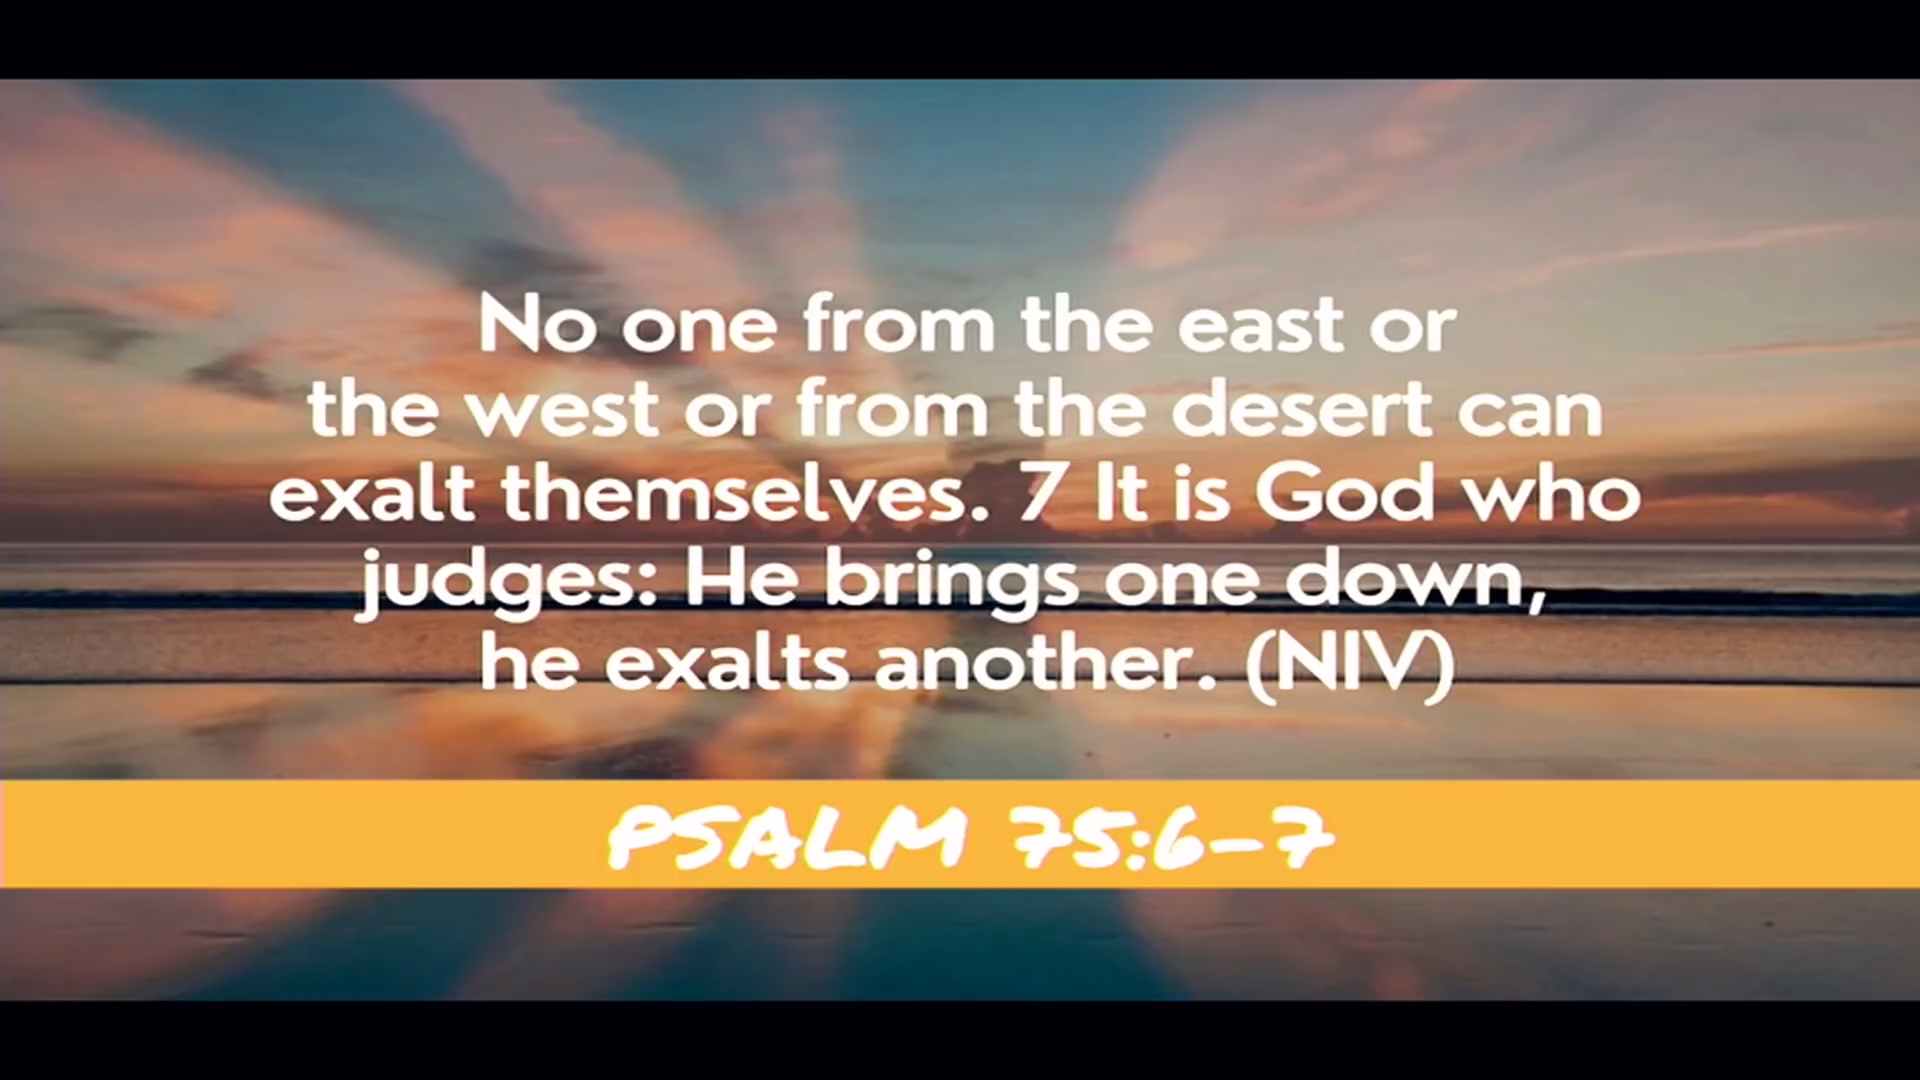 No one from the east or
the west or from the desert can
exalt themselves. 7 It is God who
judges: He brings one down,
he exalts another. (NIV)
PSALM 75:6-7